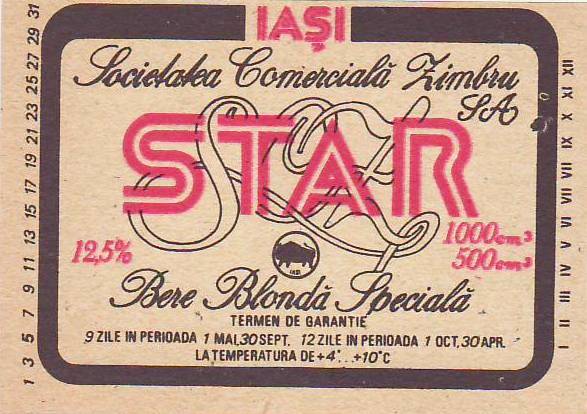 IAȘI
Societatea Comercială Zimbru
SA
STAR
SCZ
12,5%
1000cm³
500cm³
IASI
Bere Blondă Specială
TERMEN DE GARANTIE
9 ZILE IN PERIOADA 1 MAI,30 SEPT. 12 ZILE IN PERIOADA 1 OCT,30 APR.
LA TEMPERATURA DE +4°...+10°C
1 3 5 7 9 11 13 15 17 19 21 23 25 27 29 31
I II III IV V VI VII VIII IX X XI XII